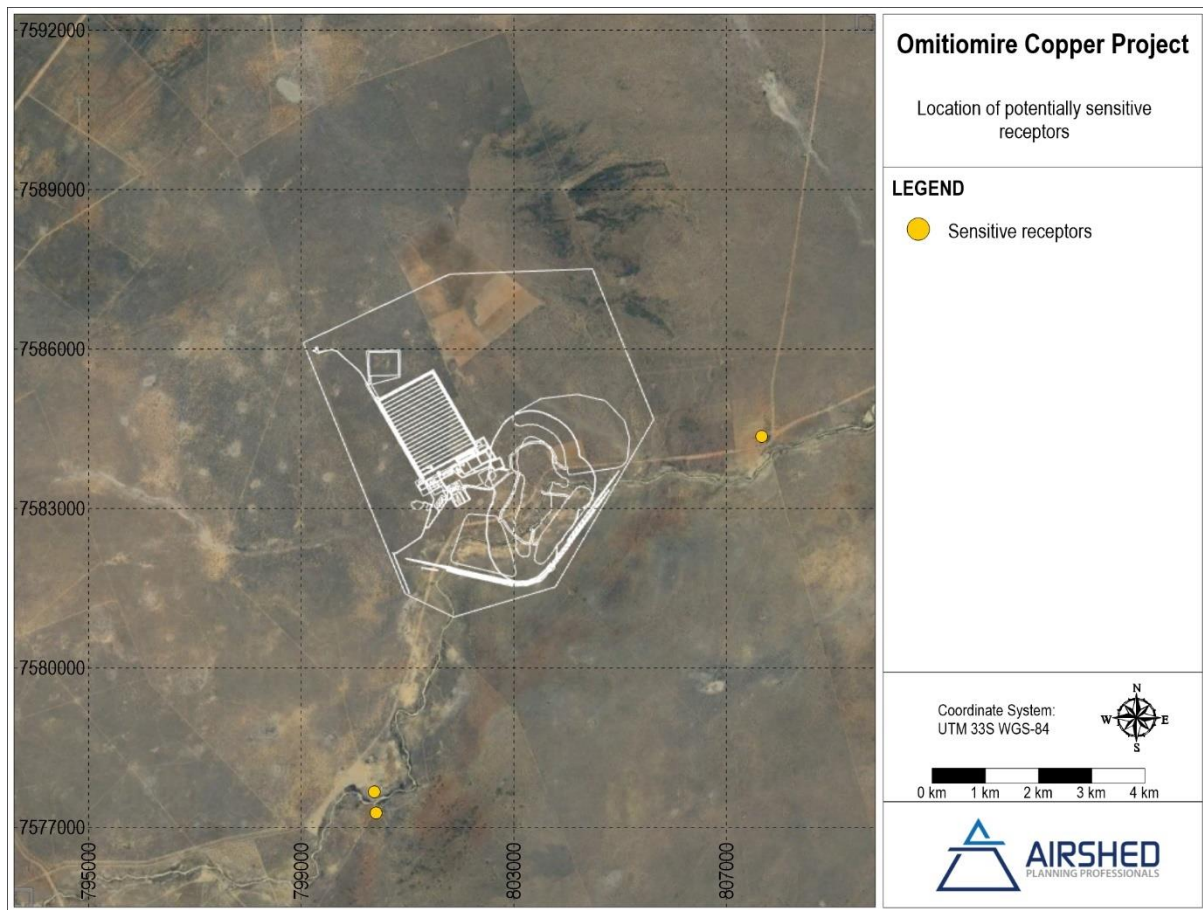 Omitiomire Copper Project
Location of potentially sensitive
receptors
LEGEND
Sensitive receptors
7592000
7589000
7586000
7583000
7580000
7577000
795000
799000
803000
807000
Coordinate System:
UTM 33S WGS-84
N
W E
S
0 km 1 km 2 km 3 km 4 km
AIRSHED
PLANNING PROFESSIONALS